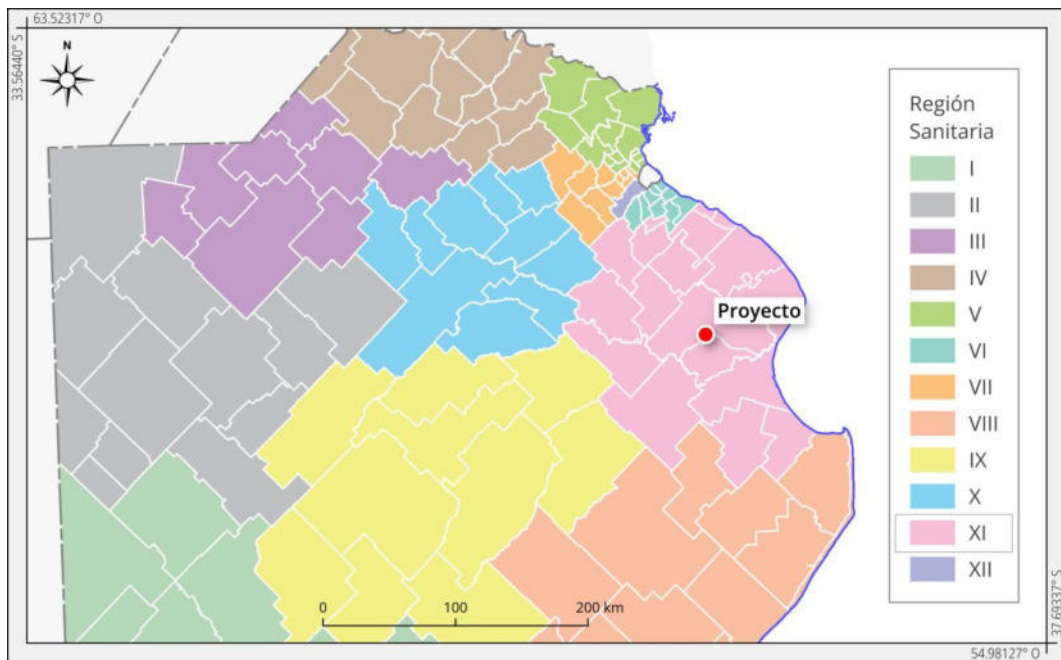 63.52317° O
33.56440° S
N
Proyecto
Región
Sanitaria
I
II
III
IV
V
VI
VII
VIII
IX
X
XI
XII
0 100 200 km
37.69337° S
54.98127° O